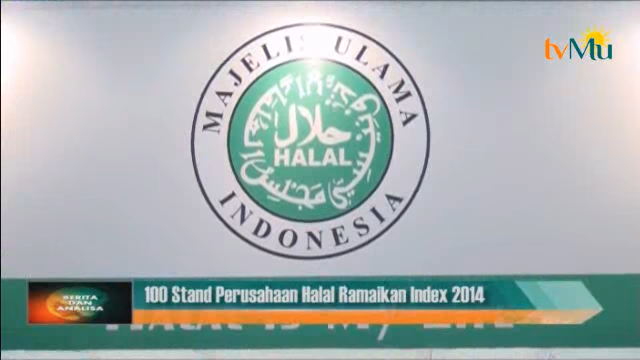 tvMu
MAJELIS ULAMA
حلال
HALAL
INDONESIA
BERITA
DAN
ANALISA
100 Stand Perusahaan Halal Ramaikan Index 2014